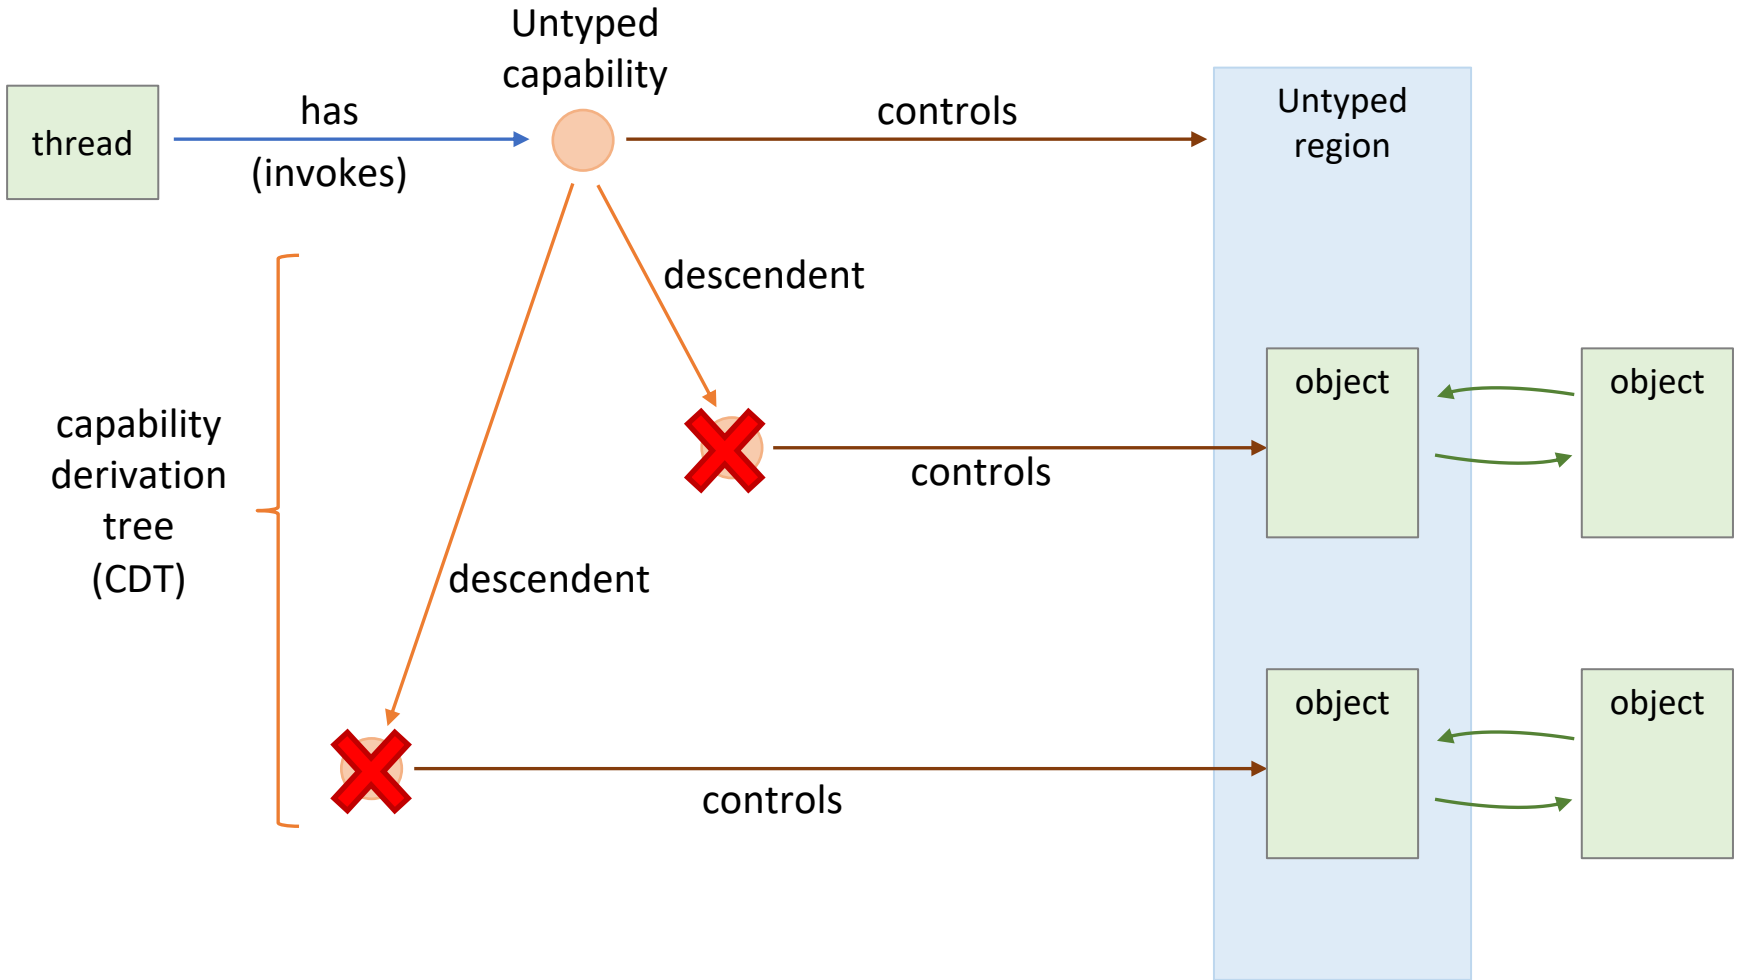 Untyped
capability
thread
has
(invokes)
controls
Untyped
region
descendent
object
object
capability
derivation
tree
(CDT)
controls
descendent
object
object
controls